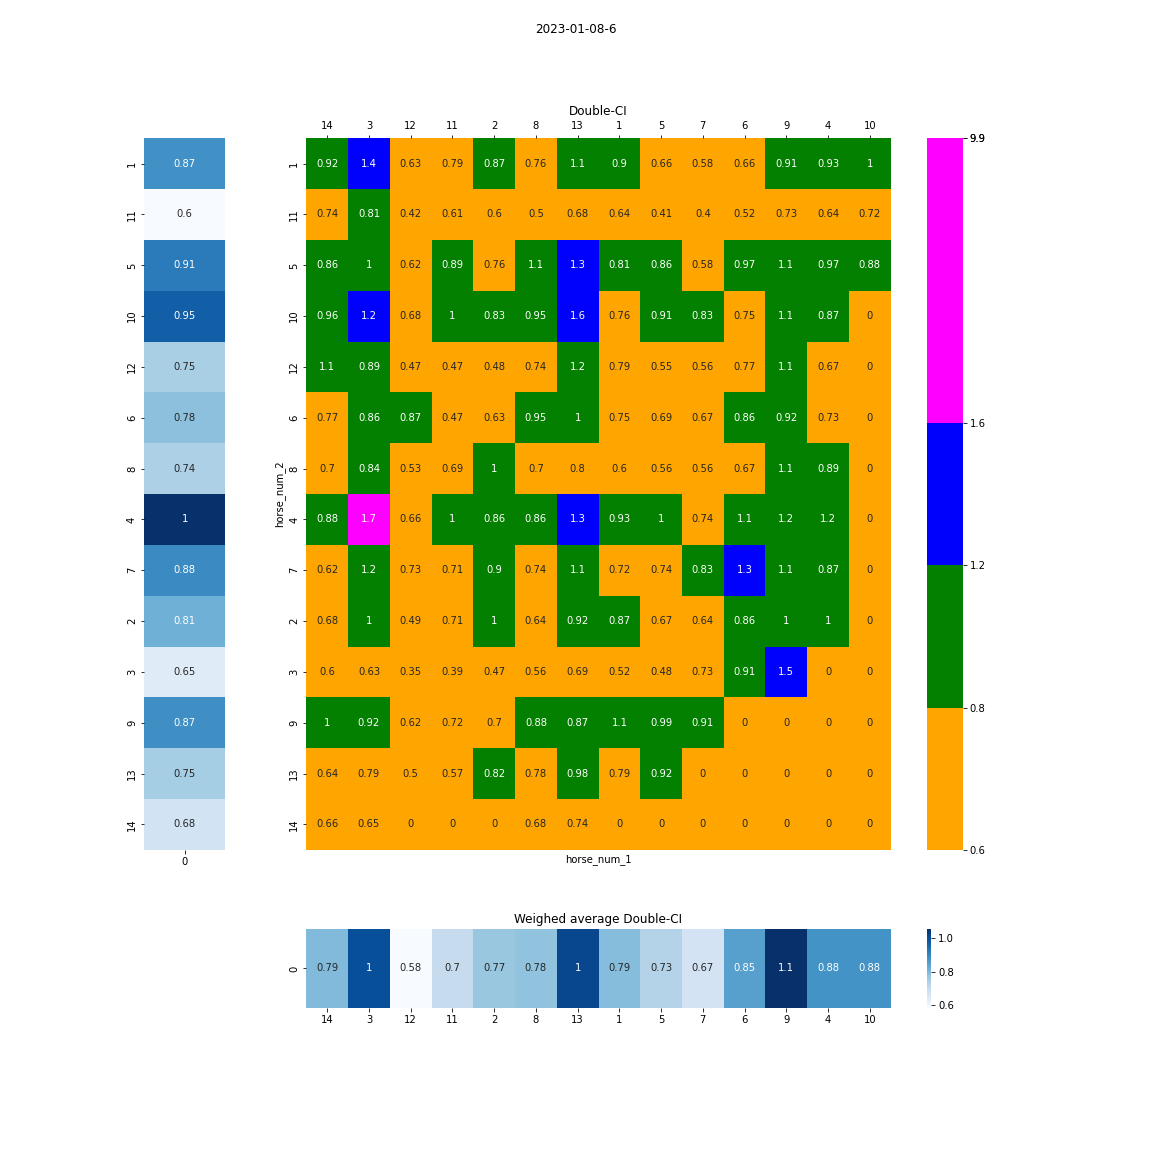 2023-01-08-6
Double-CI
14 3 12 11 2 8 13 1 5 7 6 9 4 10
1 0.87 1 0.92 1.4 0.63 0.79 0.87 0.76 1.1 0.9 0.66 0.58 0.66 0.91 0.93 1 9.9
11 0.6 11 0.74 0.81 0.42 0.61 0.6 0.5 0.68 0.64 0.41 0.4 0.52 0.73 0.64 0.72
5 0.91 5 0.86 1 0.62 0.89 0.76 1.1 1.3 0.81 0.86 0.58 0.97 1.1 0.97 0.88
10 0.95 10 0.96 1.2 0.68 1 0.83 0.95 1.6 0.76 0.91 0.83 0.75 1.1 0.87 0
12 0.75 12 1.1 0.89 0.47 0.47 0.48 0.74 1.2 0.79 0.55 0.56 0.77 1.1 0.67 0
6 0.78 6 0.77 0.86 0.87 0.47 0.63 0.95 1 0.75 0.69 0.67 0.86 0.92 0.73 0 1.6
8 0.74 8 0.7 0.84 0.53 0.69 1 0.7 0.8 0.6 0.56 0.56 0.67 1.1 0.89 0
horse_num_2
4 1 4 0.88 1.7 0.66 1 0.86 0.86 1.3 0.93 1 0.74 1.1 1.2 1.2 0
7 0.88 7 0.62 1.2 0.73 0.71 0.9 0.74 1.1 0.72 0.74 0.83 1.3 1.1 0.87 0 1.2
2 0.81 2 0.68 1 0.49 0.71 1 0.64 0.92 0.87 0.67 0.64 0.86 1 1 0
3 0.65 3 0.6 0.63 0.35 0.39 0.47 0.56 0.69 0.52 0.48 0.73 0.91 1.5 0 0
9 0.87 9 1 0.92 0.62 0.72 0.7 0.88 0.87 1.1 0.99 0.91 0 0 0 0 0.8
13 0.75 13 0.64 0.79 0.5 0.57 0.82 0.78 0.98 0.79 0.92 0 0 0 0 0
14 0.68 14 0.66 0.65 0 0 0 0.68 0.74 0 0 0 0 0 0 0 0.6
0 horse_num_1
Weighed average Double-CI
0 0.79 1 0.58 0.7 0.77 0.78 1 0.79 0.73 0.67 0.85 1.1 0.88 0.88
1.0
0.8
0.6
14 3 12 11 2 8 13 1 5 7 6 9 4 10